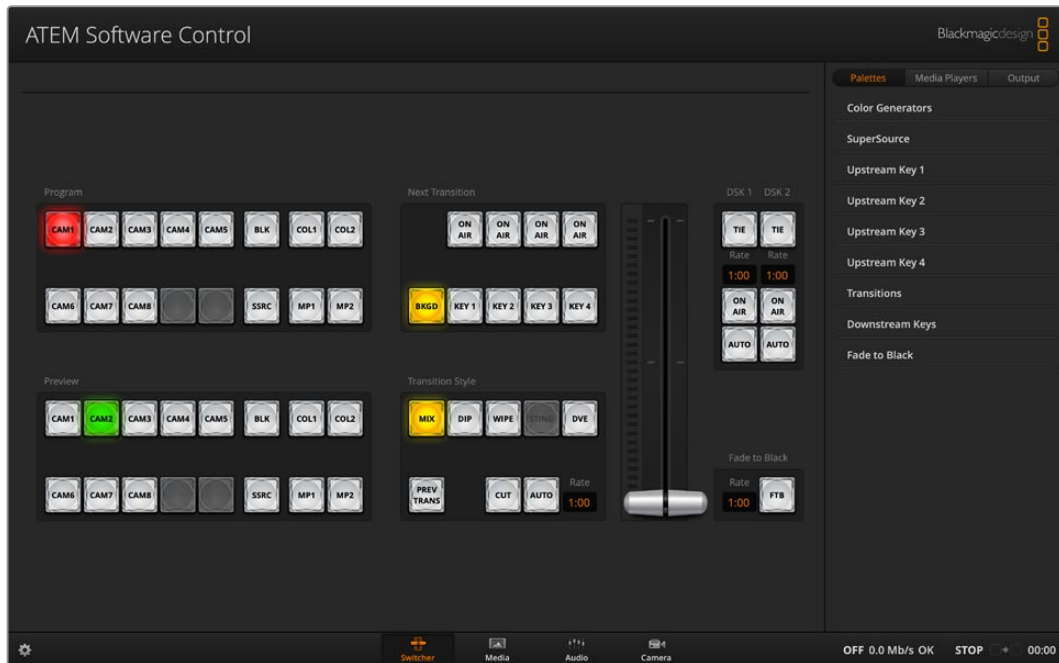 ATEM Software Control
Blackmagicdesign
Palettes Media Players Output
Color Generators
SuperSource
Upstream Key 1
Upstream Key 2
Upstream Key 3
Upstream Key 4
Transitions
Downstream Keys
Fade to Black
Program
CAM1 CAM2 CAM3 CAM4 CAM5 BLK COL1 COL2
CAM6 CAM7 CAM8 SSRC MP1 MP2
Next Transition
ON AIR ON AIR ON AIR ON AIR
BKGD KEY 1 KEY 2 KEY 3 KEY 4
DSK 1 DSK 2
TIE TIE
Rate Rate
1:00 1:00
ON AIR ON AIR
AUTO AUTO
Preview
CAM1 CAM2 CAM3 CAM4 CAM5 BLK COL1 COL2
CAM6 CAM7 CAM8 SSRC MP1 MP2
Transition Style
MIX DIP WIPE STING DVE
PREV TRANS CUT AUTO Rate 1:00
Fade to Black
Rate
1:00 FTB
Switcher Media Audio Camera
OFF 0.0 Mb/s OK STOP 00:00